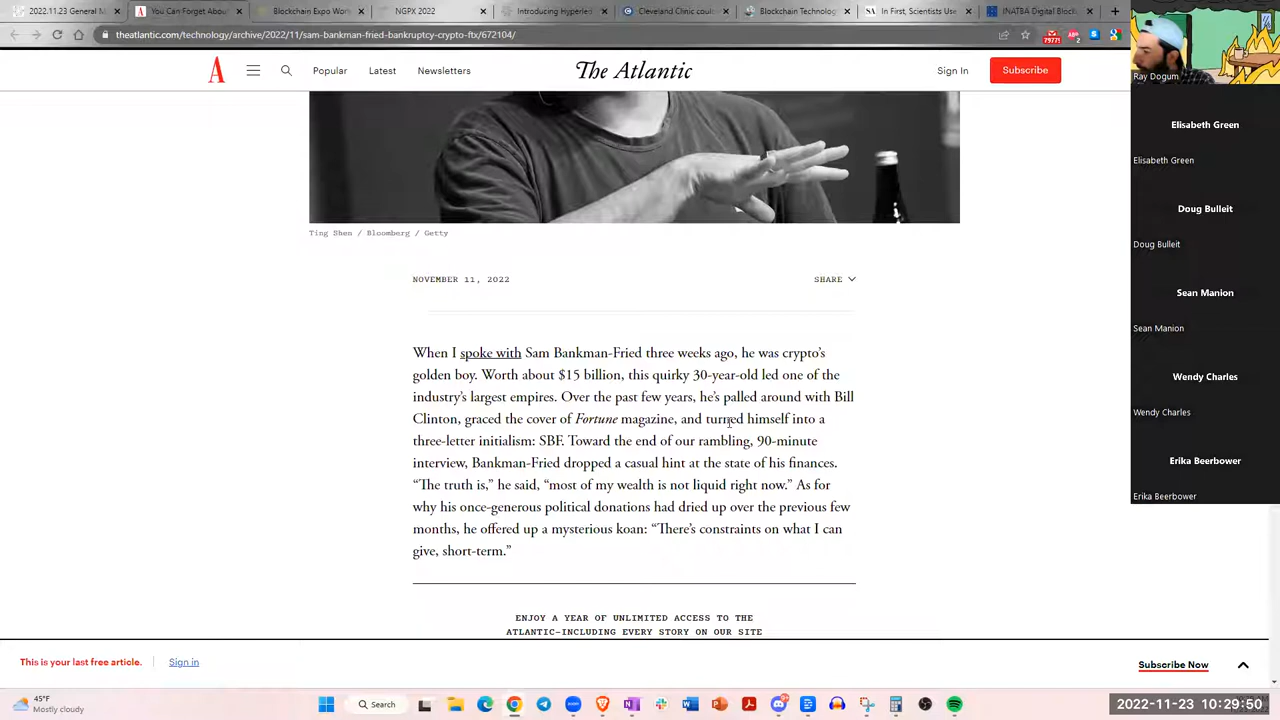 2022.11.23 General M
You Can Forget Abou
Blockchain Expo Wor
NGPX 2022
Introducing Hyperled
Cleveland Clinic coul
Blockchain Technolog
In First, Scientists Use
INATBA Digital Block
theatlantic.com/technology/archive/2022/11/sam-bankman-fried-bankruptcy-crypto-ftx/672104/
Popular Latest Newsletters
The Atlantic
Sign In Subscribe
Ting Shen / Bloomberg / Getty
NOVEMBER 11, 2022
SHARE
When I spoke with Sam Bankman-Fried three weeks ago, he was crypto's
golden boy. Worth about $15 billion, this quirky 30-year-old led one of the
industry's largest empires. Over the past few years, he's palled around with Bill
Clinton, graced the cover of Fortune magazine, and turned himself into a
three-letter initialism: SBF. Toward the end of our rambling, 90-minute
interview, Bankman-Fried dropped a casual hint at the state of his finances.
“The truth is,” he said, “most of my wealth is not liquid right now.” As for
why his once-generous political donations had dried up over the previous few
months, he offered up a mysterious koan: “There's constraints on what I can
give, short-term.”
ENJOY A YEAR OF UNLIMITED ACCESS TO THE
ATLANTIC—INCLUDING EVERY STORY ON OUR SITE
This is your last free article.
Sign in
Subscribe Now
Ray Dogum
Elisabeth Green
Elisabeth Green
Doug Bulleit
Doug Bulleit
Sean Manion
Sean Manion
Wendy Charles
Wendy Charles
Erika Beerbower
Erika Beerbower
45°F
Mostly cloudy
Search
2022-11-23 10:29:50